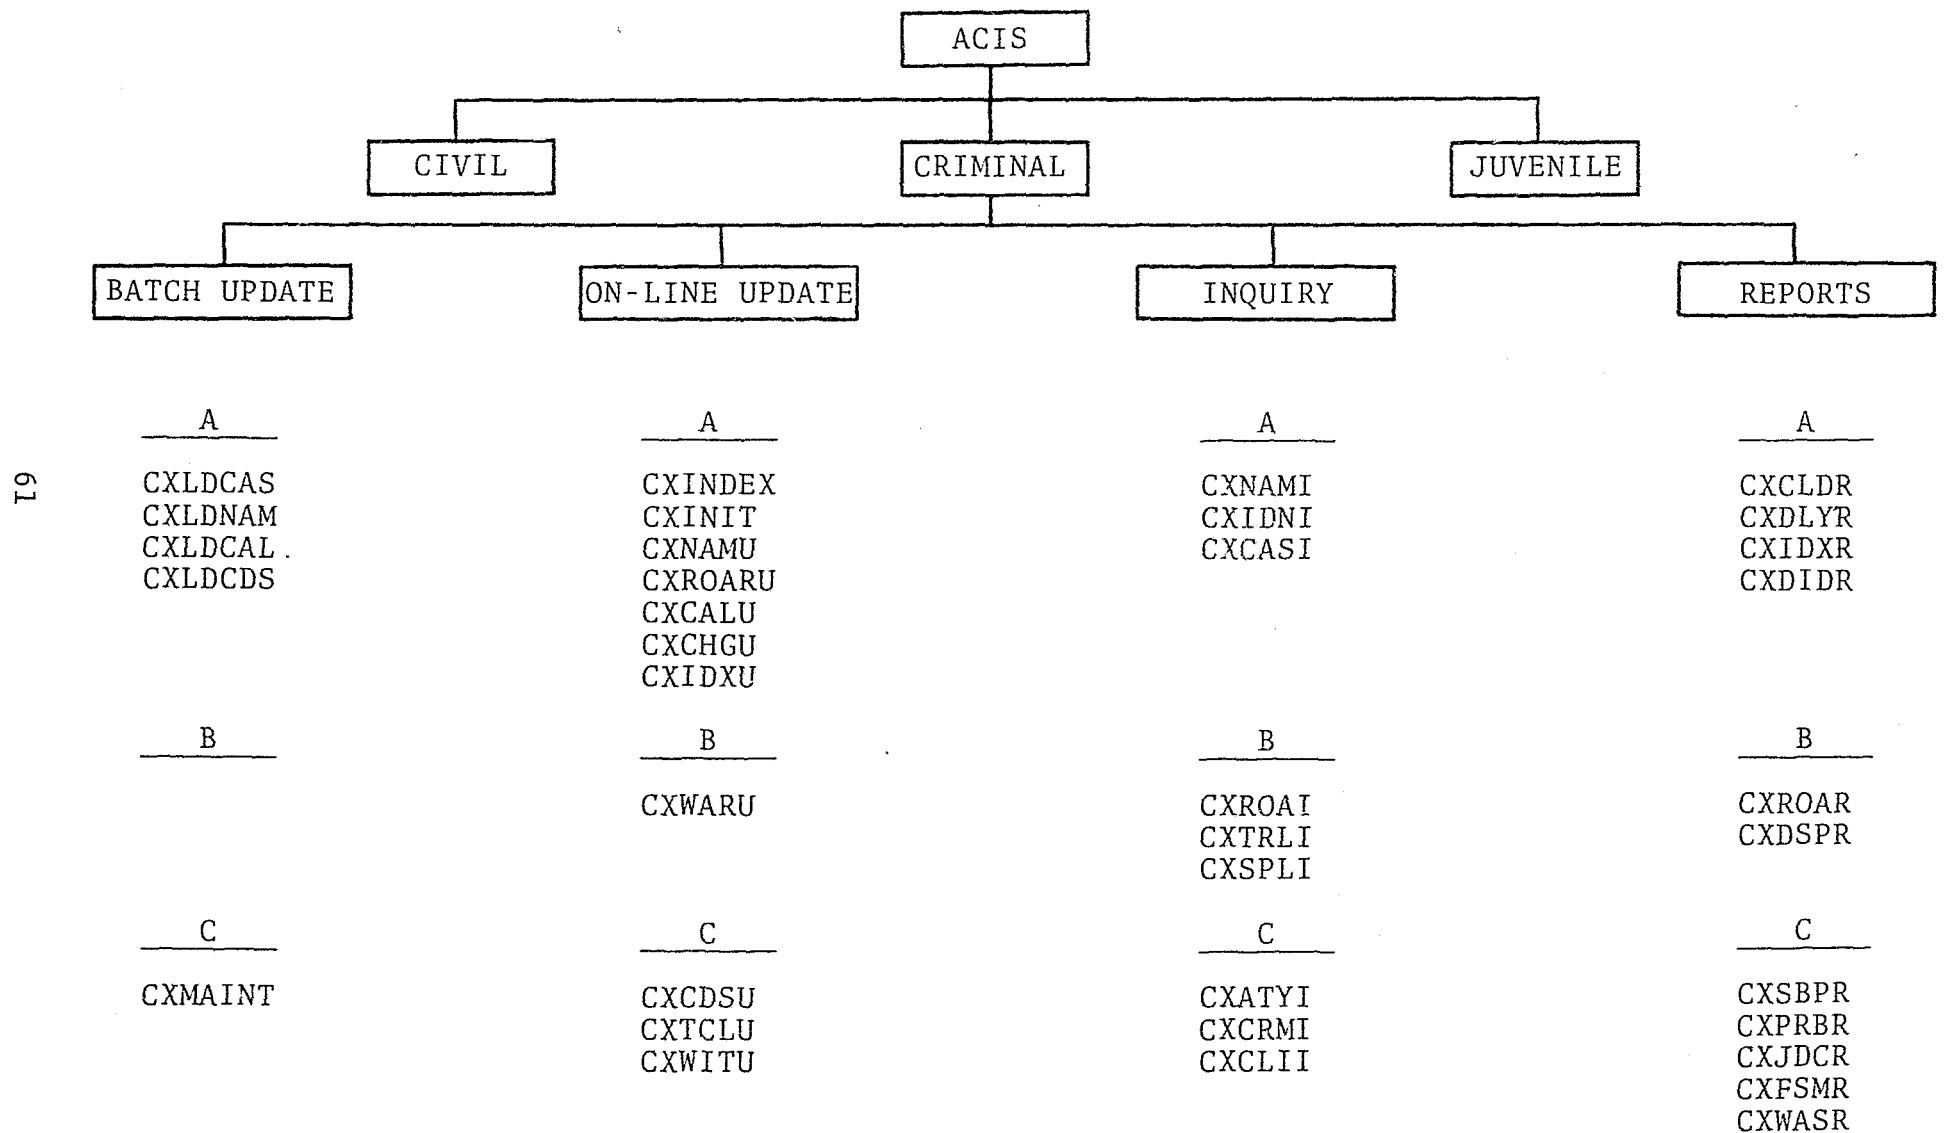 ACIS
CIVIL
CRIMINAL
JUVENILE
BATCH UPDATE
ON-LINE UPDATE
INQUIRY
REPORTS
A
CXLDCAS
CXLDNAM
CXLDCAL.
CXLDCDS
B
C
CXMAINT
A
CXINDEX
CXINIT
CXNAMU
CXROARU
CXCALU
CXCHGU
CXIDXU
B
CXWARU
C
CXCDSU
CXTCLU
CXWITU
A
CXNAMI
CXIDNI
CXCASI
B
CXROAI
CXTRLI
CXSPLI
C
CXATYI
CXCRMI
CXCLII
A
CXCLDR
CXDLYR
CXIDXR
CXDIDR
B
CXROAR
CXDSPR
C
CXSBPR
CXPRBR
CXJDCR
CXFSMR
CXWASR
61